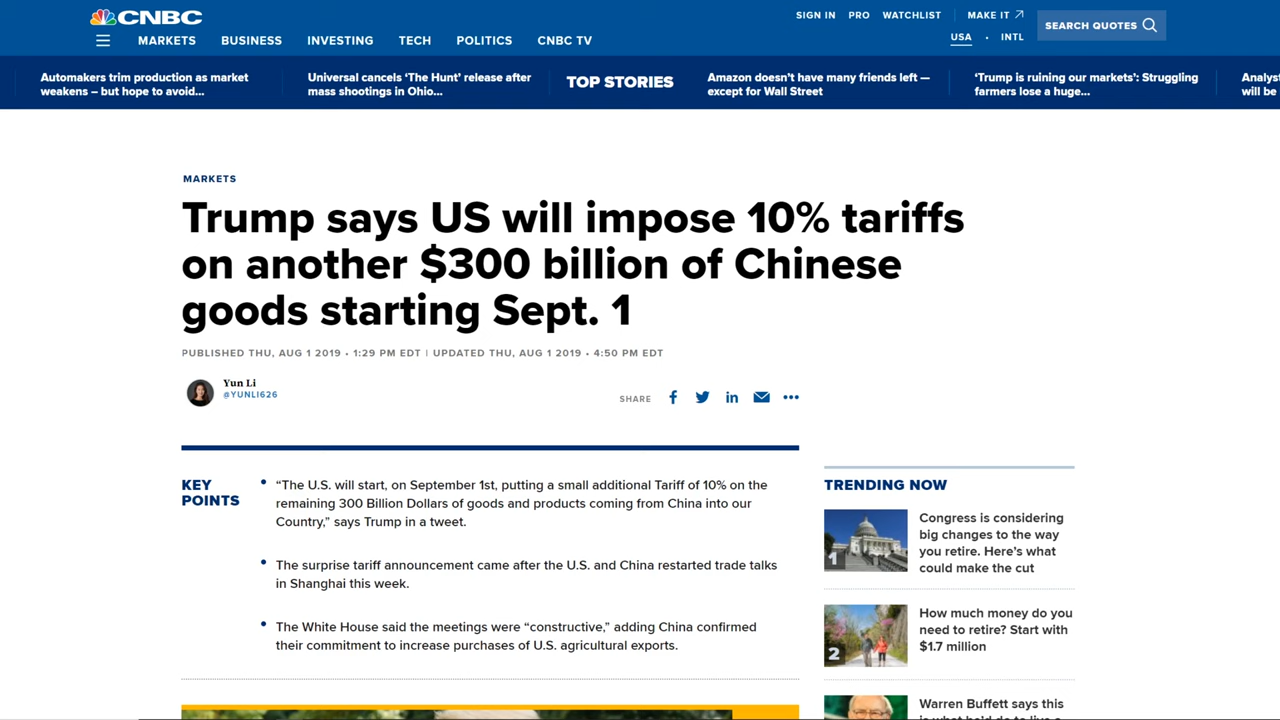 CNBC
SIGN IN PRO WATCHLIST MAKE IT
SEARCH QUOTES
MARKETS BUSINESS INVESTING TECH POLITICS CNBC TV
USA • INTL
Automakers trim production as market
weakens – but hope to avoid...
Universal cancels ‘The Hunt’ release after
mass shootings in Ohio...
TOP STORIES
Amazon doesn’t have many friends left —
except for Wall Street
‘Trump is ruining our markets’: Struggling
farmers lose a huge...
Analyst
will be
MARKETS
Trump says US will impose 10% tariffs
on another $300 billion of Chinese
goods starting Sept. 1
PUBLISHED THU, AUG 1 2019 • 1:29 PM EDT | UPDATED THU, AUG 1 2019 • 4:50 PM EDT
Yun Li
@YUNLI626
SHARE
KEY
POINTS
• “The U.S. will start, on September 1st, putting a small additional Tariff of 10% on the
remaining 300 Billion Dollars of goods and products coming from China into our
Country,” says Trump in a tweet.
• The surprise tariff announcement came after the U.S. and China restarted trade talks
in Shanghai this week.
• The White House said the meetings were “constructive,” adding China confirmed
their commitment to increase purchases of U.S. agricultural exports.
TRENDING NOW
1
Congress is considering
big changes to the way
you retire. Here’s what
could make the cut
2
How much money do you
need to retire? Start with
$1.7 million
Warren Buffett says this